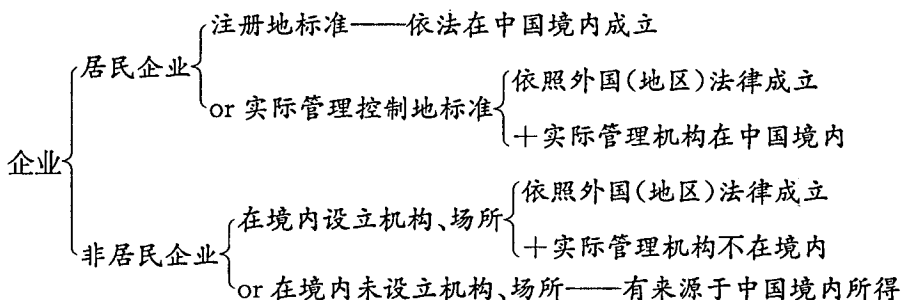 注册地标准——依法在中国境内成立
居民企业
依照外国(地区)法律成立
or 实际管理控制地标准
+实际管理机构在中国境内
企业
依照外国(地区)法律成立
在境内设立机构、场所
+实际管理机构不在境内
非居民企业
or 在境内未设立机构、场所——有来源于中国境内所得